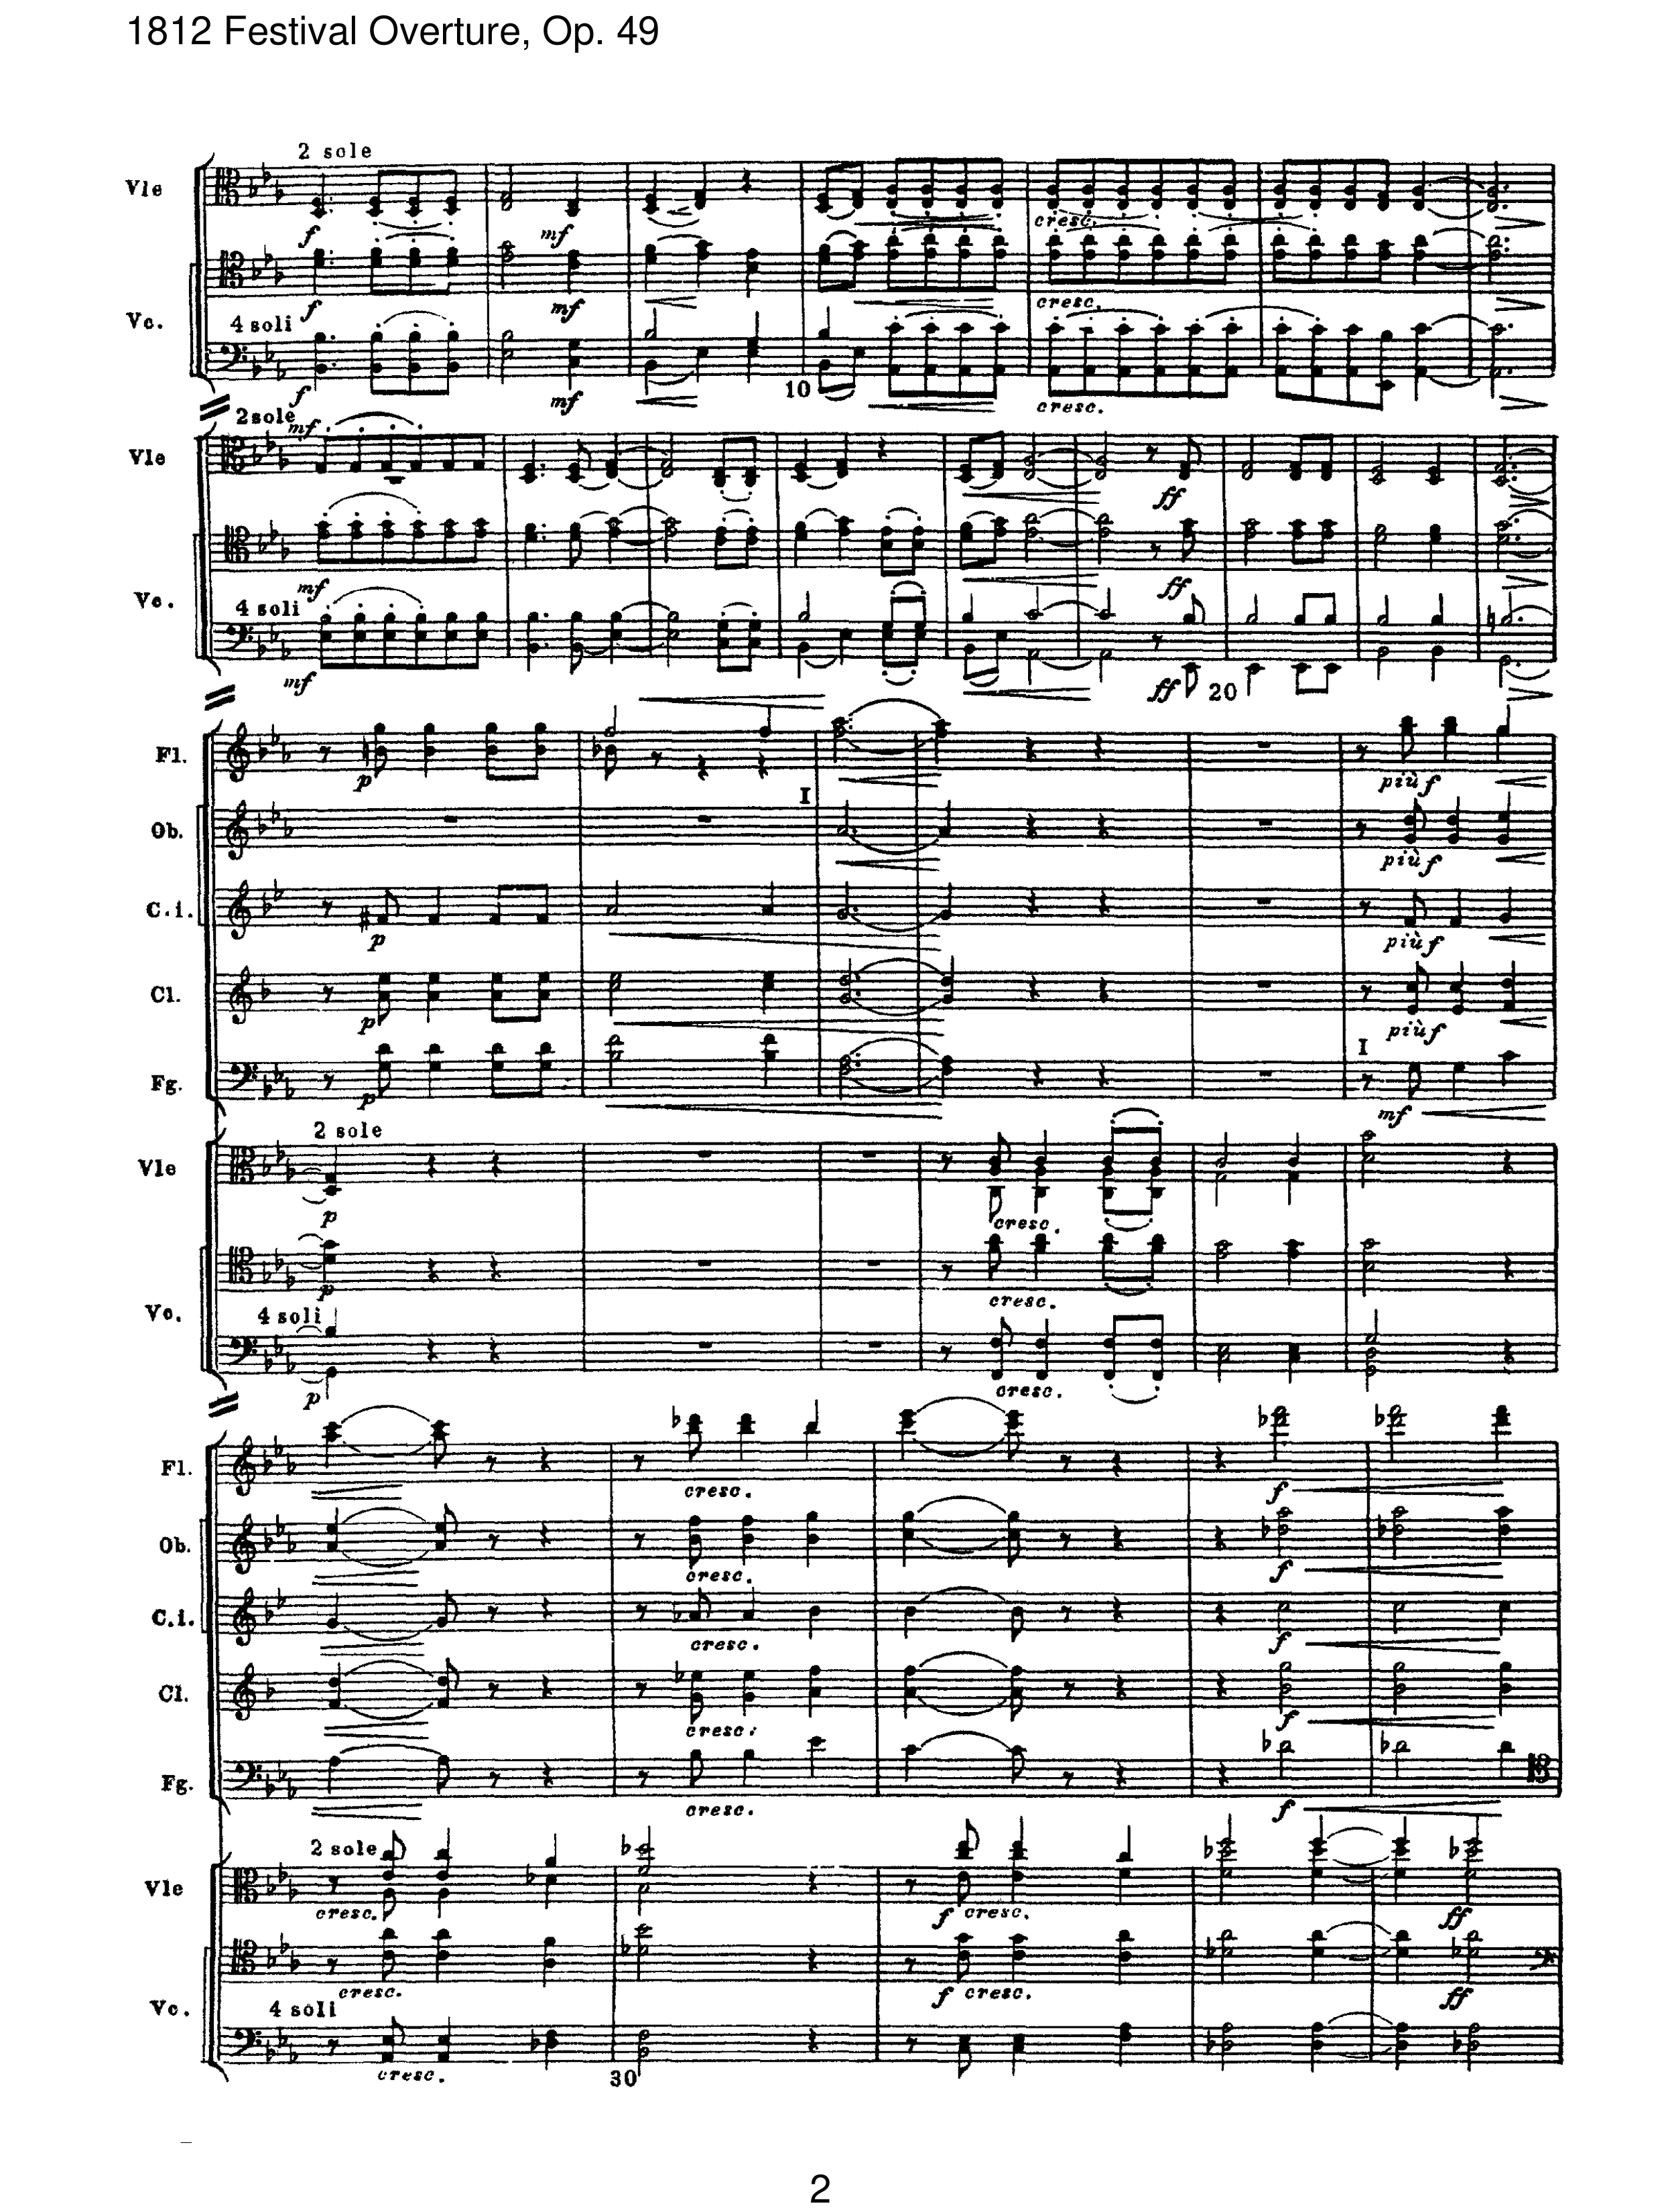 1812 Festival Overture, Op. 49
2 sole
Vle
f
mf
f
mf
cresc.
Vc.
4 soli
f
mf
10
cresc.
cresc.
2 sole
mf
Vle
ff
mf
ff
Vc.
4 soli
mf
ff
20
Fl.
p
più f
I
Ob.
più f
C.i.
p
più f
Cl.
p
più f
I
Fg.
p
mf
2 sole
Vle
p
cresc.
p
cresc.
Vc.
4 soli
p
cresc.
Fl.
cresc.
f
Ob.
cresc.
f
C.i.
cresc.
f
Cl.
cresc.
f
Fg.
cresc.
f
2 sole
Vle
cresc.
f cresc.
ff
cresc.
f cresc.
ff
Vc.
4 soli
cresc.
30
2